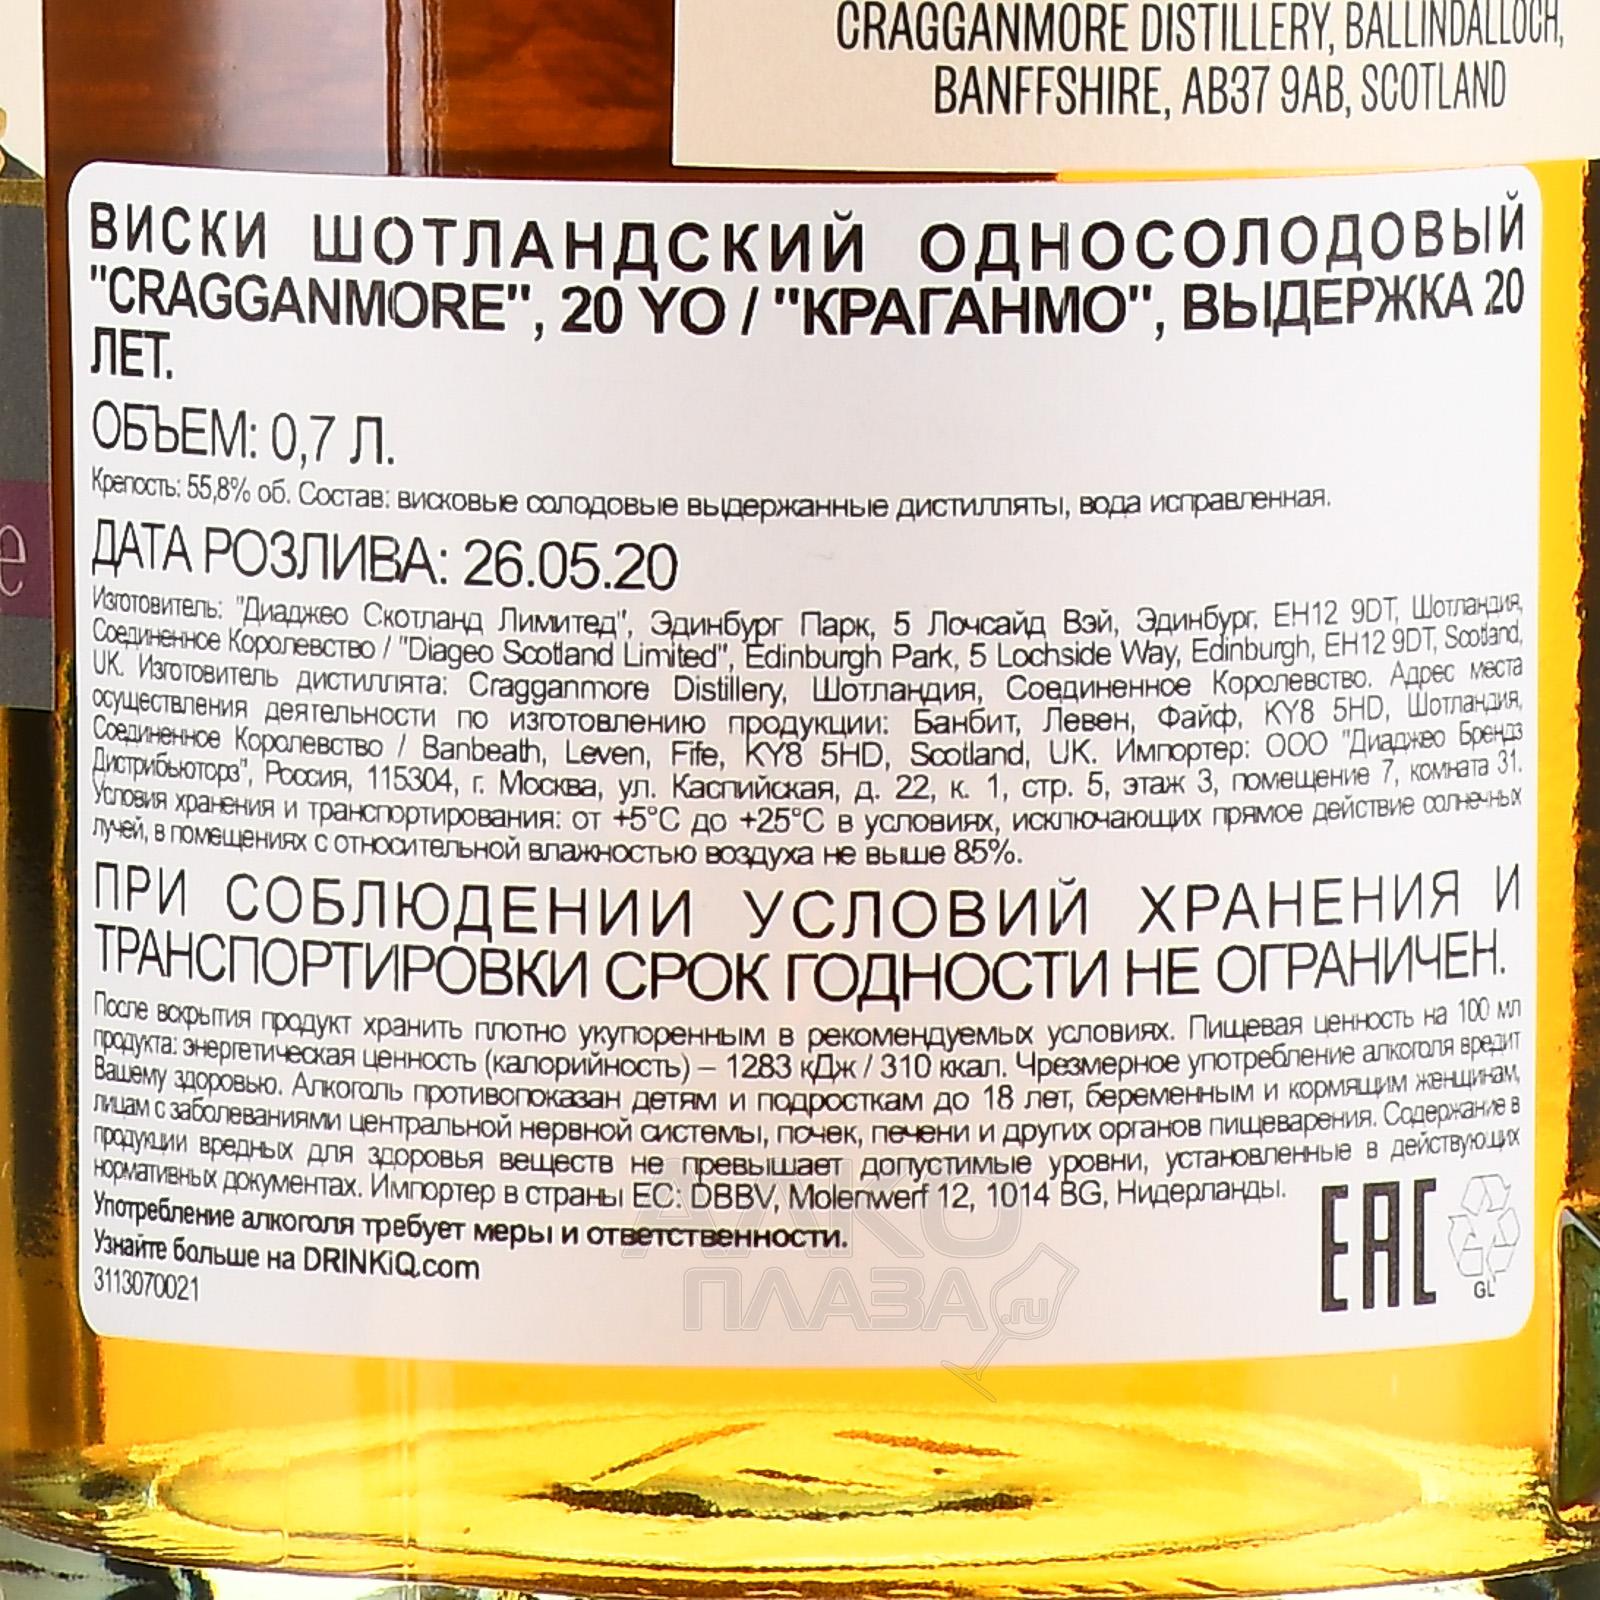 CRAGGANMORE DISTILLERY, BALLINDALLOCH,
BANFFSHIRE, AB37 9AB, SCOTLAND
ВИСКИ ШОТЛАНДСКИЙ ОДНОСОЛОДОВЫЙ
"CRAGGANMORE", 20 YO / "КРАГАНМО", ВЫДЕРЖКА 20
ЛЕТ.
ОБЪЕМ: 0,7 Л.
Крепость: 55,8% об. Состав: висковые солодовые выдержанные дистилляты, вода исправленная.
ДАТА РОЗЛИВА: 26.05.20
Изготовитель: "Диаджео Скотланд Лимитед", Эдинбург Парк, 5 Лочсайд Вэй, Эдинбург, EH12 9DT, Шотландия,
Соединенное Королевство / "Diageo Scotland Limited", Edinburgh Park, 5 Lochside Way, Edinburgh, EH12 9DT, Scotland,
UK. Изготовитель дистиллята: Cragganmore Distillery, Шотландия, Соединенное Королевство. Адрес места
осуществления деятельности по изготовлению продукции: Банбит, Левен, Файф, KY8 5HD, Шотландия,
Соединенное Королевство / Banbeath, Leven, Fife, KY8 5HD, Scotland, UK. Импортер: ООО "Диаджео Брендз
Дистрибьюторз", Россия, 115304, г. Москва, ул. Каспийская, д. 22, к. 1, стр. 5, этаж 3, помещение 7, комната 31.
Условия хранения и транспортирования: от +5°C до +25°C в условиях, исключающих прямое действие солнечных
лучей, в помещениях с относительной влажностью воздуха не выше 85%.
ПРИ СОБЛЮДЕНИИ УСЛОВИЙ ХРАНЕНИЯ И
ТРАНСПОРТИРОВКИ СРОК ГОДНОСТИ НЕ ОГРАНИЧЕН.
После вскрытия продукт хранить плотно укупоренным в рекомендуемых условиях. Пищевая ценность на 100 мл
продукта: энергетическая ценность (калорийность) – 1283 кДж / 310 ккал. Чрезмерное употребление алкоголя вредит
Вашему здоровью. Алкоголь противопоказан детям и подросткам до 18 лет, беременным и кормящим женщинам,
лицам с заболеваниями центральной нервной системы, почек, печени и других органов пищеварения. Содержание в
продукции вредных для здоровья веществ не превышает допустимые уровни, установленные в действующих
нормативных документах. Импортер в страны ЕС: DBBV, Molenwerf 12, 1014 BG, Нидерланды.
Употребление алкоголя требует меры и ответственности.
Узнайте больше на DRINKiQ.com
3113070021
EAC
GL
АЛКО
ПЛАЗА.ru
e